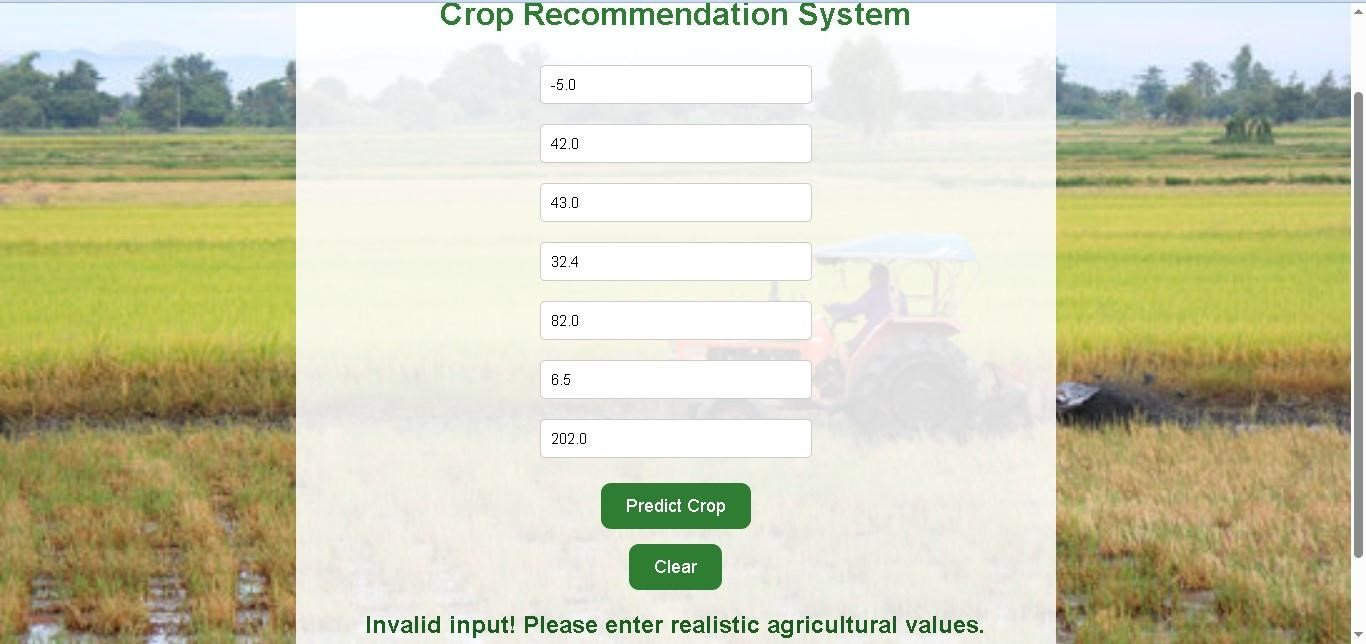 Crop Recommendation System
-5.0
42.0
43.0
32.4
82.0
6.5
202.0
Predict Crop
Clear
Invalid input! Please enter realistic agricultural values.